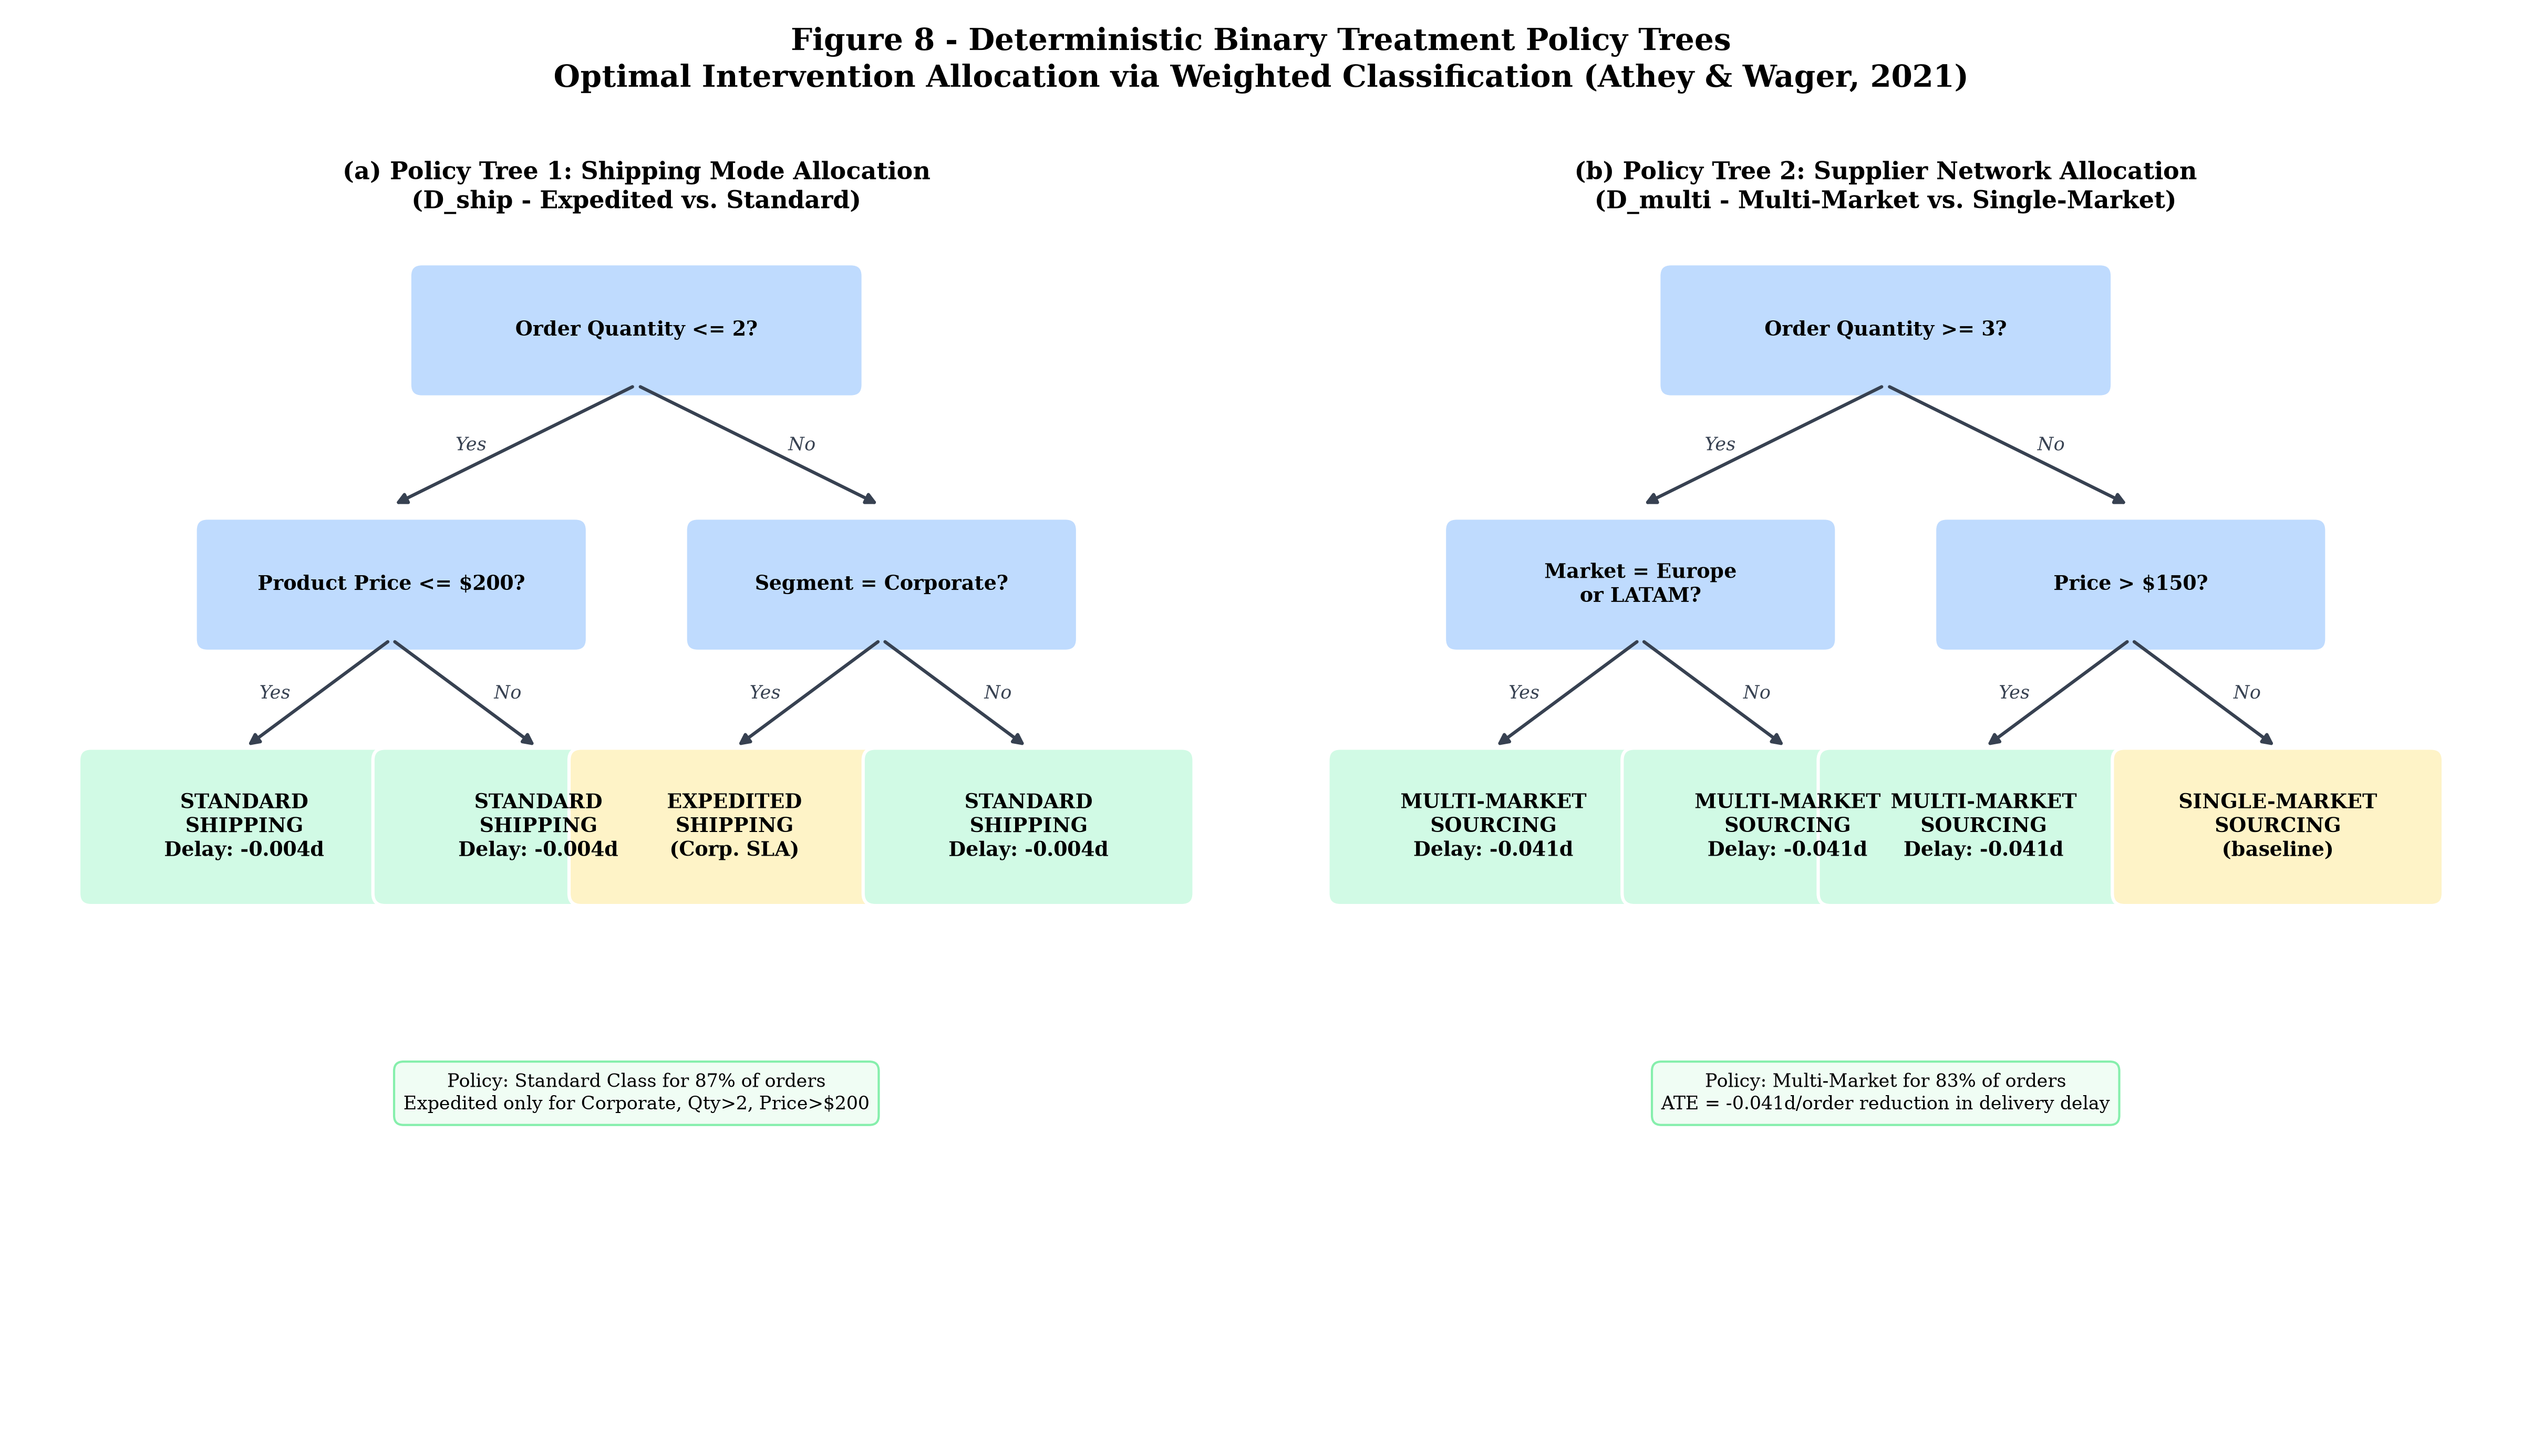 Figure 8 - Deterministic Binary Treatment Policy Trees
Optimal Intervention Allocation via Weighted Classification (Athey & Wager, 2021)
(a) Policy Tree 1: Shipping Mode Allocation
(D_ship - Expedited vs. Standard)
Order Quantity <= 2?
Yes
No
Product Price <= $200?
Segment = Corporate?
Yes
No
Yes
No
STANDARD
SHIPPING
Delay: -0.004d
STANDARD
SHIPPING
Delay: -0.004d
EXPEDITED
SHIPPING
(Corp. SLA)
STANDARD
SHIPPING
Delay: -0.004d
Policy: Standard Class for 87% of orders
Expedited only for Corporate, Qty>2, Price>$200
(b) Policy Tree 2: Supplier Network Allocation
(D_multi - Multi-Market vs. Single-Market)
Order Quantity >= 3?
Yes
No
Market = Europe
or LATAM?
Price > $150?
Yes
No
Yes
No
MULTI-MARKET
SOURCING
Delay: -0.041d
MULTI-MARKET
SOURCING
Delay: -0.041d
MULTI-MARKET
SOURCING
Delay: -0.041d
SINGLE-MARKET
SOURCING
(baseline)
Policy: Multi-Market for 83% of orders
ATE = -0.041d/order reduction in delivery delay